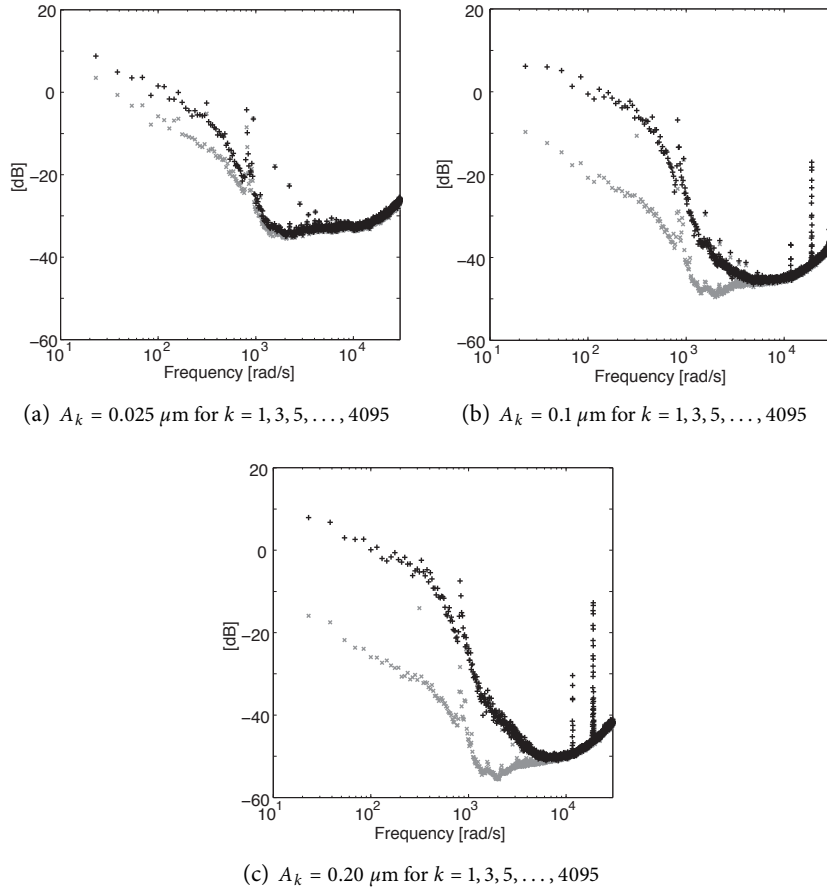 20
0
−20
−40
−60
[dB]
10^1 10^2 10^3 10^4
Frequency [rad/s]
(a) A_k = 0.025 μm for k = 1, 3, 5, . . . , 4095
20
0
−20
−40
−60
[dB]
10^1 10^2 10^3 10^4
Frequency [rad/s]
(b) A_k = 0.1 μm for k = 1, 3, 5, . . . , 4095
20
0
−20
−40
−60
[dB]
10^1 10^2 10^3 10^4
Frequency [rad/s]
(c) A_k = 0.20 μm for k = 1, 3, 5, . . . , 4095